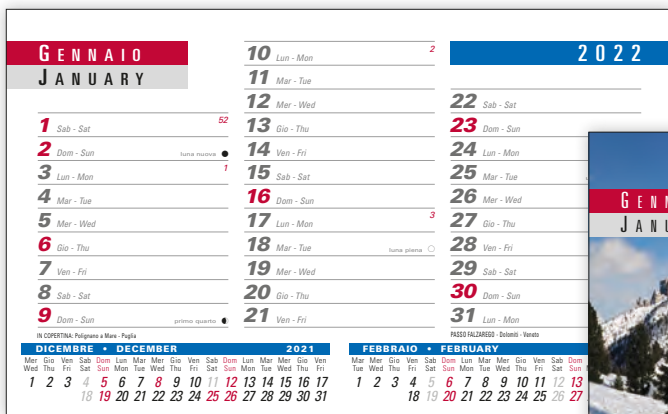 GENNAIO
JANUARY
1 Sab - Sat 52
2 Dom - Sun luna nuova
3 Lun - Mon 1
4 Mar - Tue
5 Mer - Wed
6 Gio - Thu
7 Ven - Fri
8 Sab - Sat
9 Dom - Sun primo quarto
10 Lun - Mon 2
11 Mar - Tue
12 Mer - Wed
13 Gio - Thu
14 Ven - Fri
15 Sab - Sat
16 Dom - Sun
17 Lun - Mon 3
18 Mar - Tue luna piena
19 Mer - Wed
20 Gio - Thu
21 Ven - Fri
2022
22 Sab - Sat
23 Dom - Sun
24 Lun - Mon
25 Mar - Tue
26 Mer - Wed
27 Gio - Thu
28 Ven - Fri
29 Sab - Sat
30 Dom - Sun
31 Lun - Mon
IN COPERTINA: Polignano a Mare - Puglia
PASSO FALZAREGO - Dolomiti - Veneto
DICEMBRE • DECEMBER 2021
Mer Gio Ven Sab Dom Lun Mar Mer Gio Ven Sab Dom Lun Mar Mer Gio Ven
Wed Thu Fri Sat Sun Mon Tue Wed Thu Fri Sat Sun Mon Tue Wed Thu Fri
1 2 3 4 5 6 7 8 9 10 11 12 13 14 15 16 17
18 19 20 21 22 23 24 25 26 27 28 29 30 31
FEBBRAIO • FEBRUARY
Mar Mer Gio Ven Sab Dom Lun Mar Mer Gio Ven Sab Dom
Tue Wed Thu Fri Sat Sun Mon Tue Wed Thu Fri Sat Sun
1 2 3 4 5 6 7 8 9 10 11 12 13
18 19 20 21 22 23 24 25 26 27
GENN
JANU